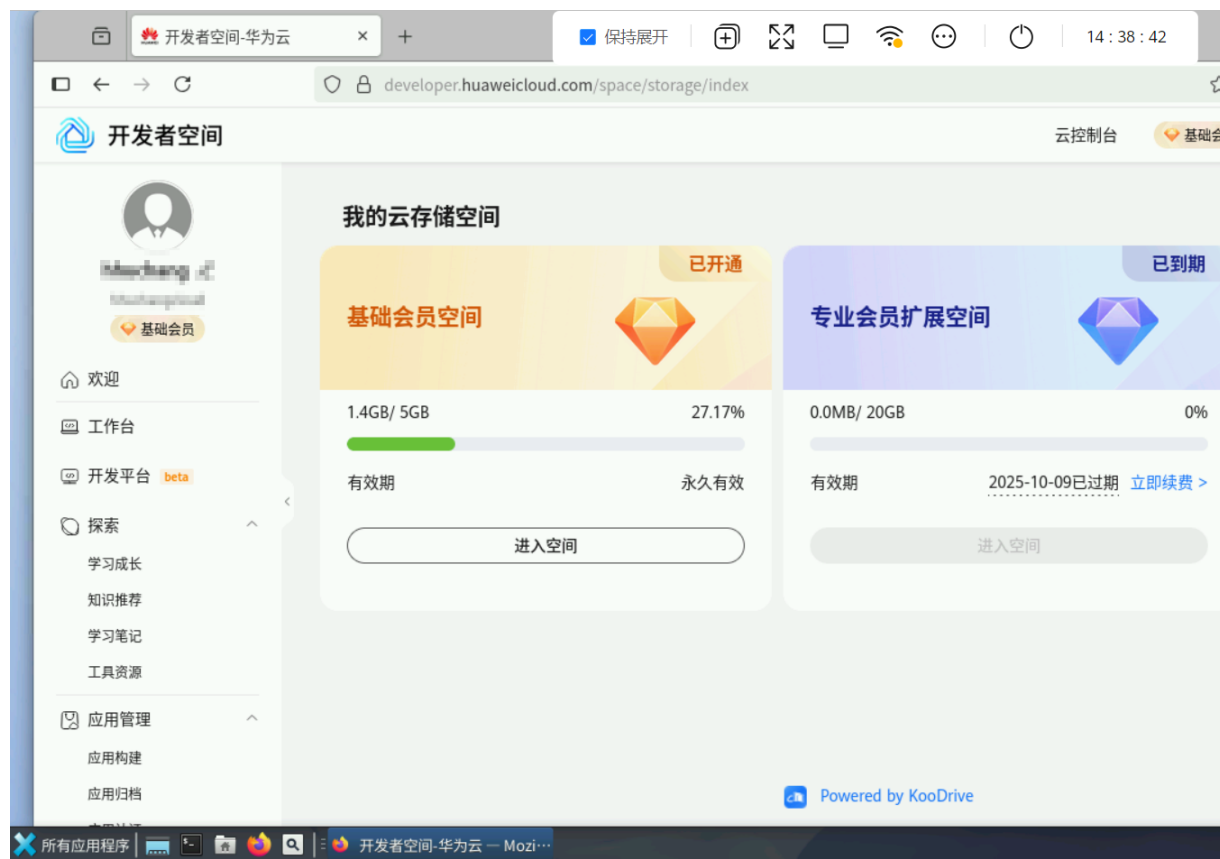 开发者空间-华为云
保持展开
14 : 38 : 42
developer.huaweicloud.com/space/storage/index
开发者空间
云控制台
基础会
基础会员
欢迎
工作台
开发平台 beta
探索
学习成长
知识推荐
学习笔记
工具资源
应用管理
应用构建
应用归档
我的云存储空间
已开通
基础会员空间
1.4GB/ 5GB 27.17%
有效期 永久有效
进入空间
已到期
专业会员扩展空间
0.0MB/ 20GB 0%
有效期 2025-10-09已过期 立即续费 >
进入空间
Powered by KooDrive
所有应用程序
开发者空间-华为云 — Mozi···